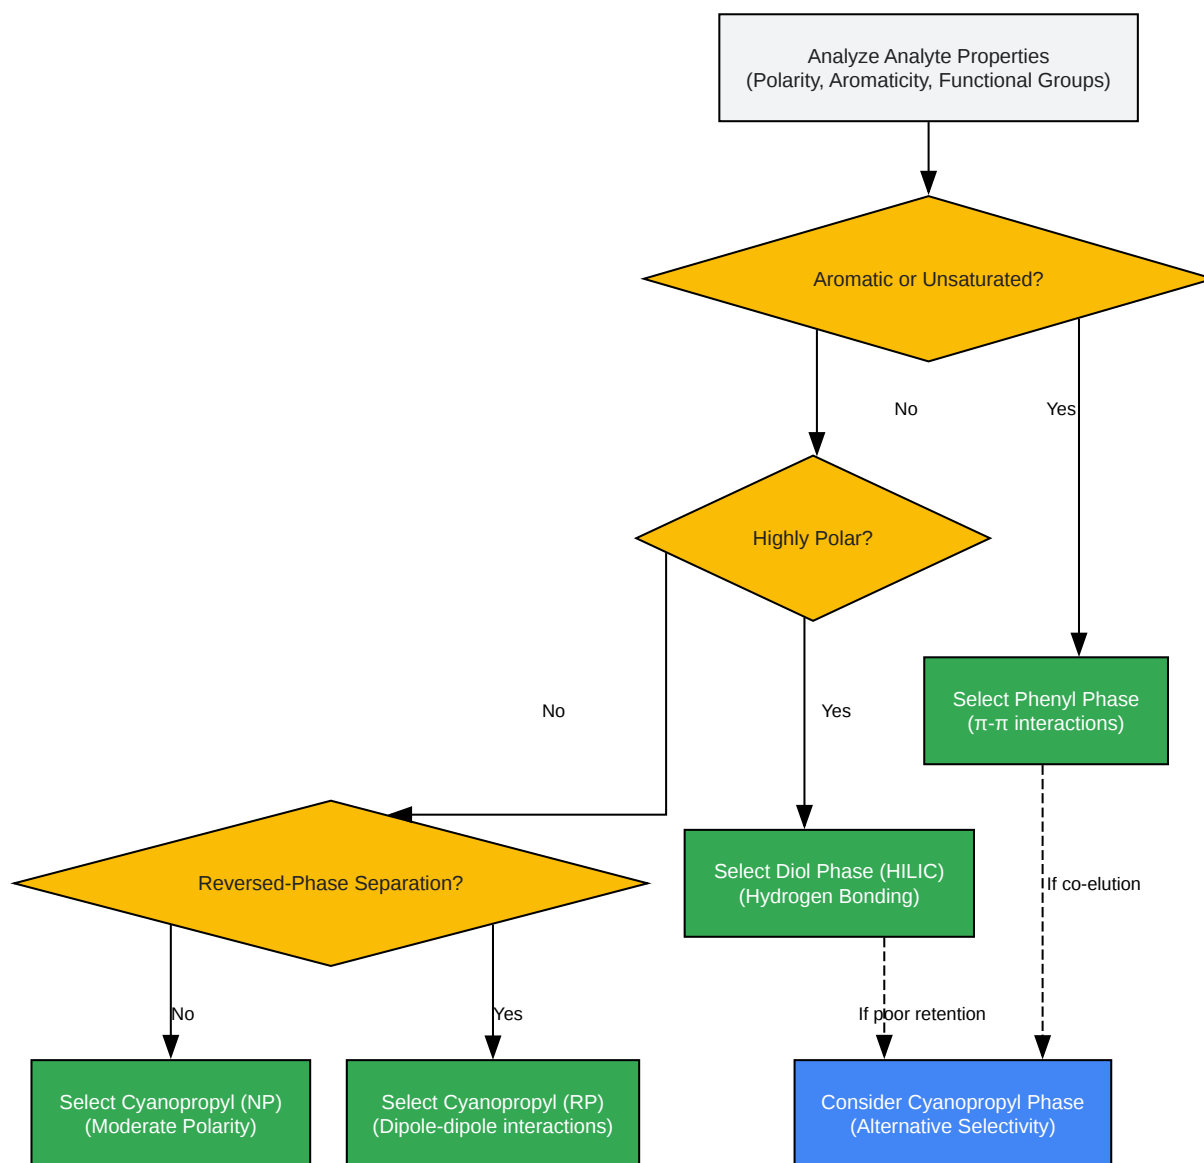 Analyze Analyte Properties
(Polarity, Aromaticity, Functional Groups)
Aromatic or Unsaturated?
No
Yes
Highly Polar?
No
Yes
Select Phenyl Phase
(π-π interactions)
Reversed-Phase Separation?
Select Diol Phase (HILIC)
(Hydrogen Bonding)
If co-elution
No
Yes
If poor retention
Select Cyanopropyl (NP)
(Moderate Polarity)
Select Cyanopropyl (RP)
(Dipole-dipole interactions)
Consider Cyanopropyl Phase
(Alternative Selectivity)